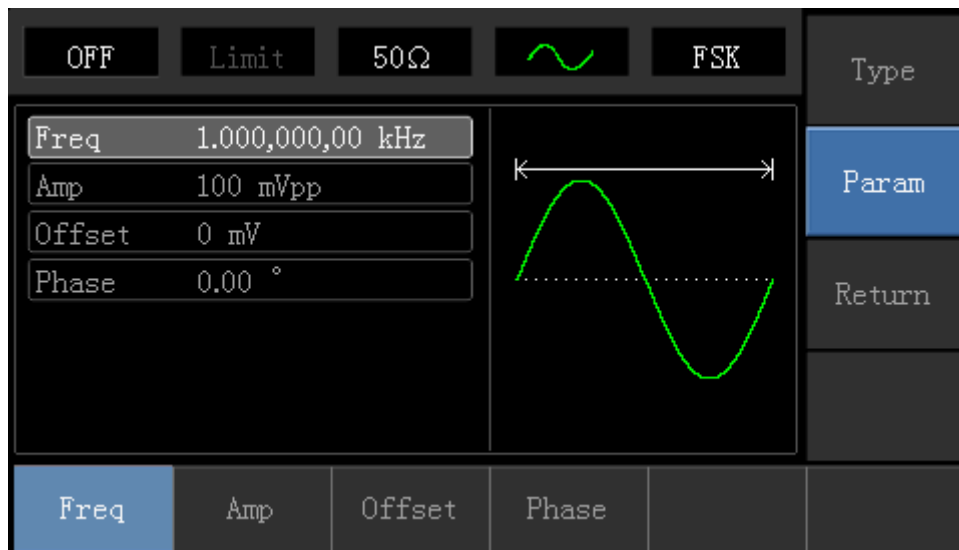 OFF Limit 50Ω FSK
Type
Freq 1.000,000,00 kHz
Amp 100 mVpp
Param
Offset 0 mV
Phase 0.00 °
Return
Freq Amp Offset Phase